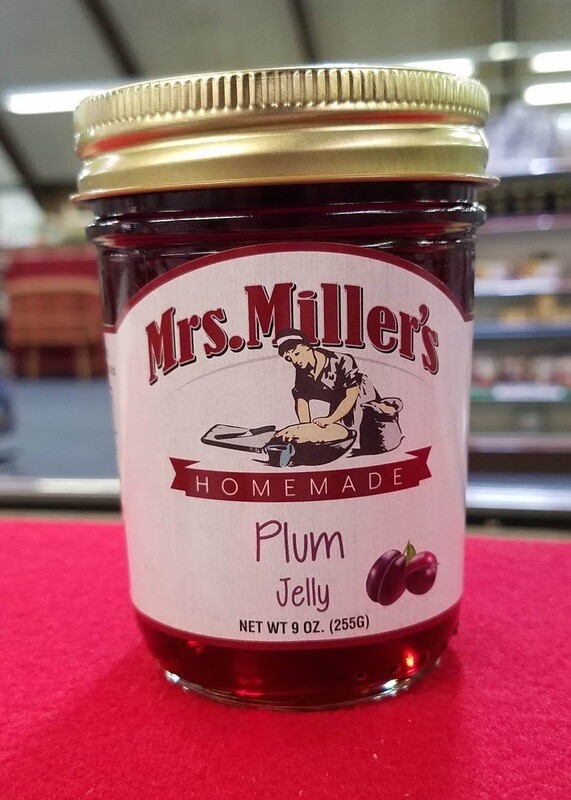 Mrs. Miller's
HOMEMADE
Plum
Jelly
NET WT 9 OZ. (255G)